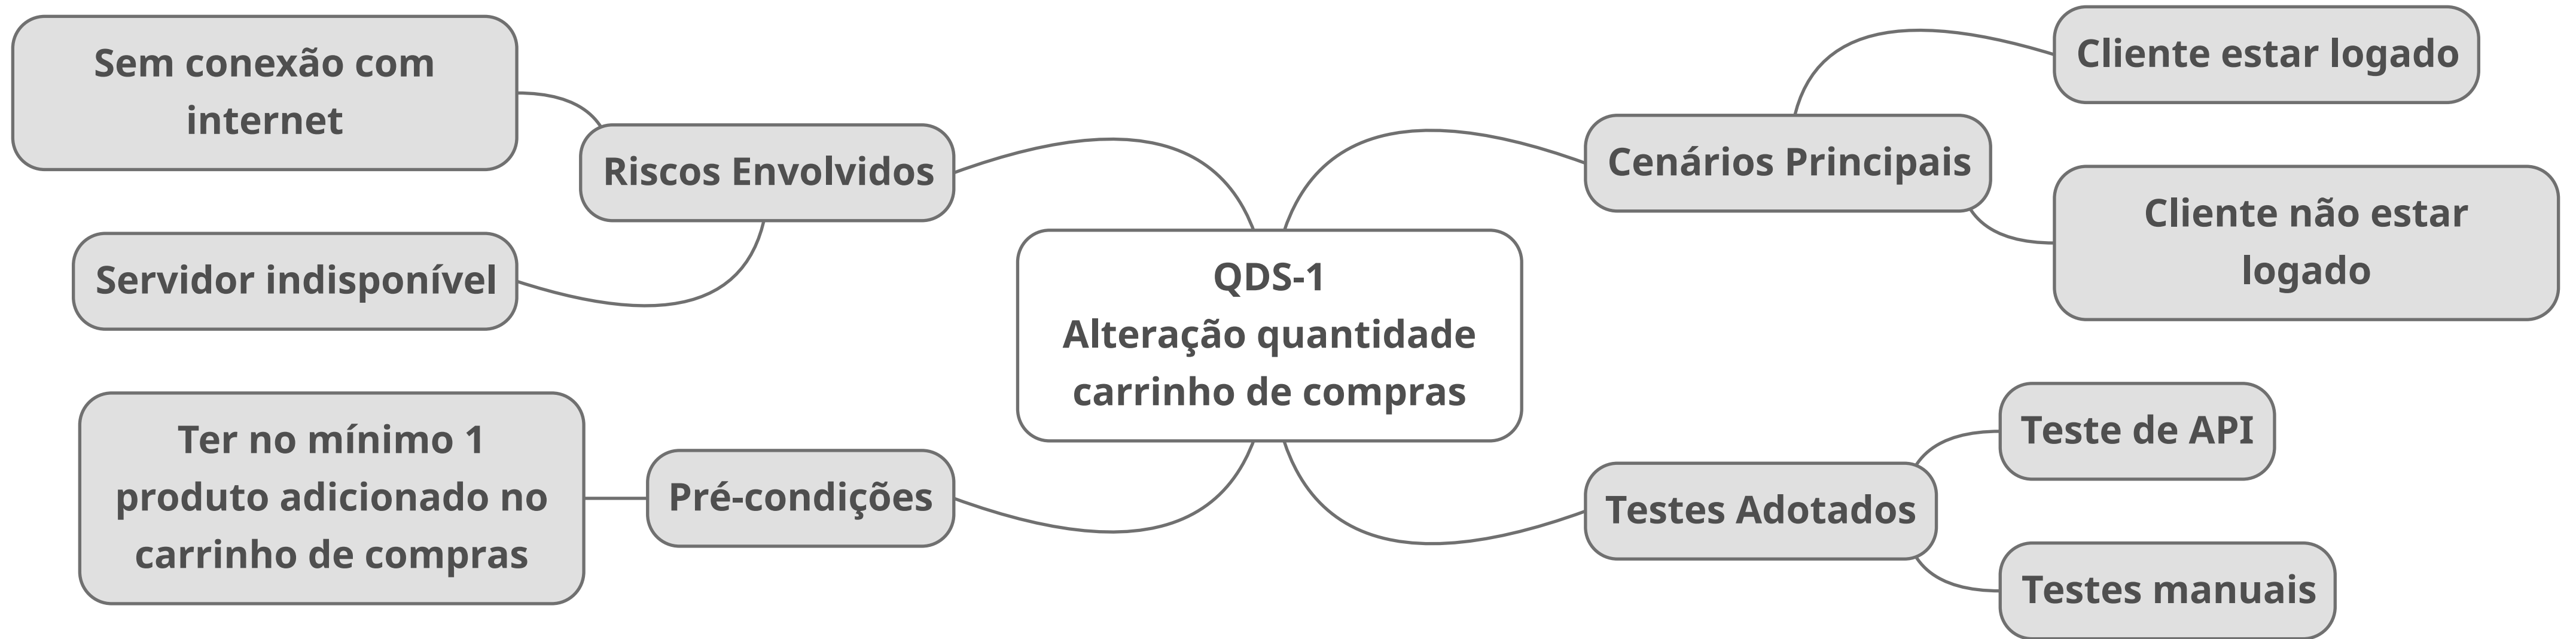 Sem conexão com
internet
Riscos Envolvidos
Servidor indisponível
Ter no mínimo 1
produto adicionado no
carrinho de compras
Pré-condições
QDS-1
Alteração quantidade
carrinho de compras
Cliente estar logado
Cenários Principais
Cliente não estar
logado
Teste de API
Testes Adotados
Testes manuais